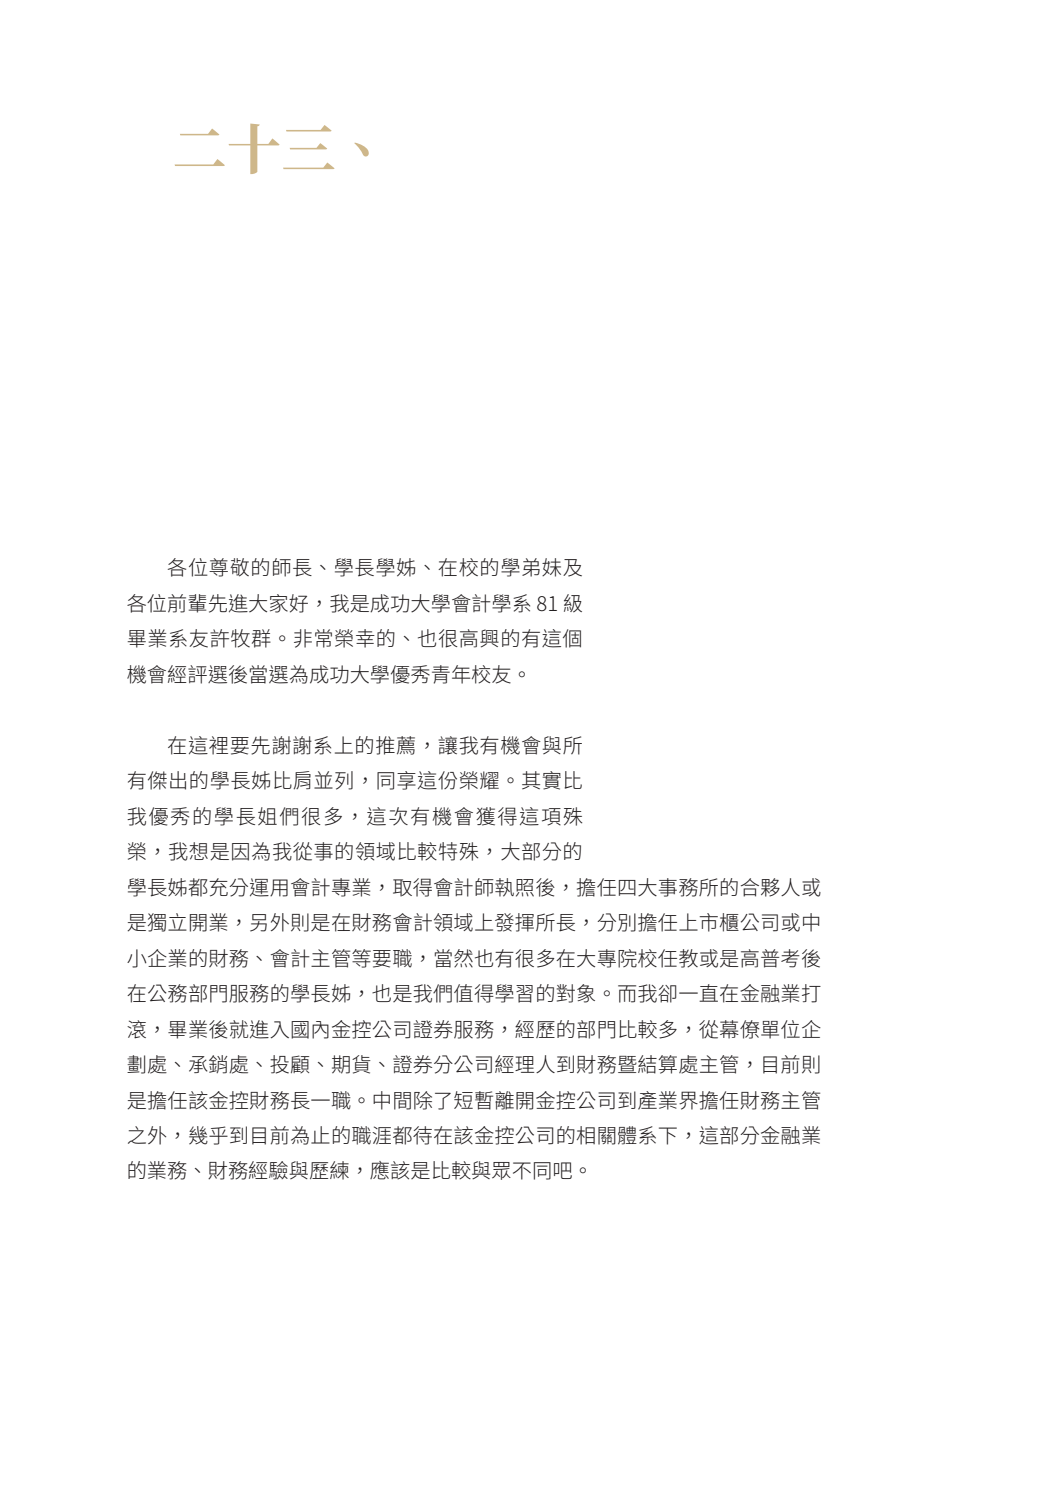 二十三、
各位尊敬的師長、學長學姊、在校的學弟妹及
各位前輩先進大家好，我是成功大學會計學系 81 級
畢業系友許牧群。非常榮幸的、也很高興的有這個
機會經評選後當選為成功大學優秀青年校友。
在這裡要先謝謝系上的推薦，讓我有機會與所
有傑出的學長姊比肩並列，同享這份榮耀。其實比
我優秀的學長姐們很多，這次有機會獲得這項殊
榮，我想是因為我從事的領域比較特殊，大部分的
學長姊都充分運用會計專業，取得會計師執照後，擔任四大事務所的合夥人或
是獨立開業，另外則是在財務會計領域上發揮所長，分別擔任上市櫃公司或中
小企業的財務、會計主管等要職，當然也有很多在大專院校任教或是高普考後
在公務部門服務的學長姊，也是我們值得學習的對象。而我卻一直在金融業打
滾，畢業後就進入國內金控公司證券服務，經歷的部門比較多，從幕僚單位企
劃處、承銷處、投顧、期貨、證券分公司經理人到財務暨結算處主管，目前則
是擔任該金控財務長一職。中間除了短暫離開金控公司到產業界擔任財務主管
之外，幾乎到目前為止的職涯都待在該金控公司的相關體系下，這部分金融業
的業務、財務經驗與歷練，應該是比較與眾不同吧。